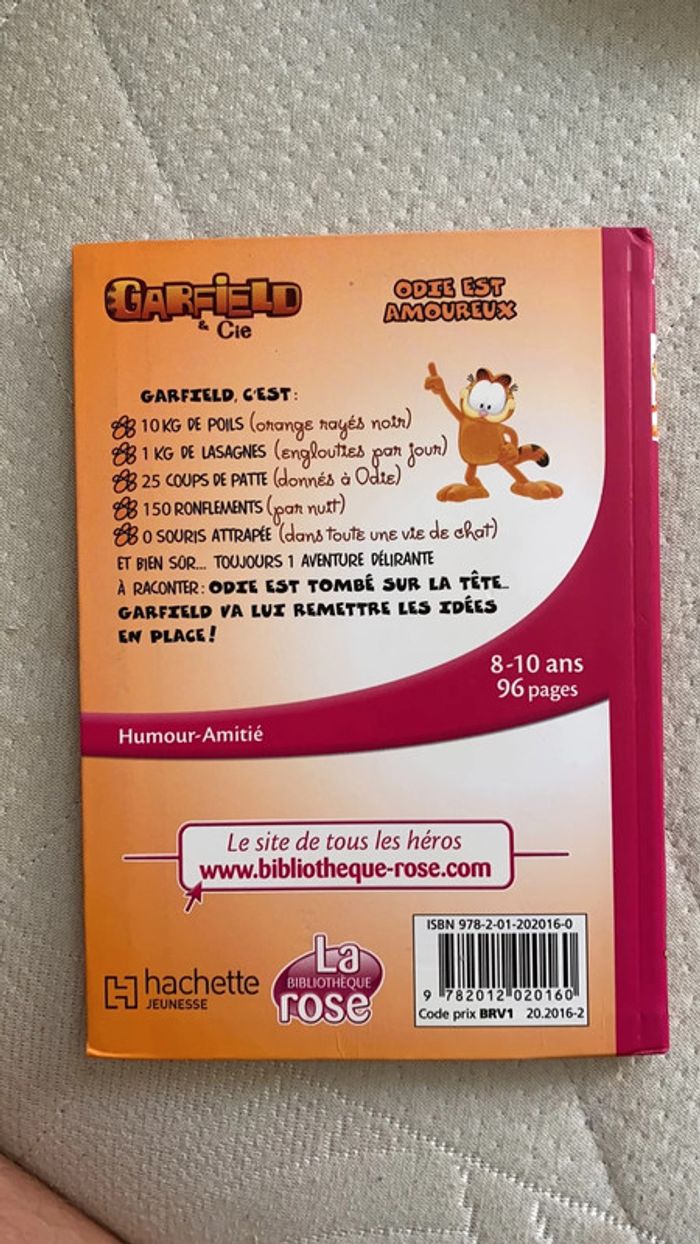 GARFIELD
& Cie
ODIE EST
AMOUREUX
GARFIELD, C'EST :
10 KG DE POILS (orange rayés noir)
1 KG DE LASAGNES (englouties par jour)
25 COUPS DE PATTE (donnés à Odie)
150 RONFLEMENTS (par nuit)
0 SOURIS ATTRAPÉE (dans toute une vie de chat)
ET BIEN SÛR... TOUJOURS 1 AVENTURE DÉLIRANTE
À RACONTER : ODIE EST TOMBÉ SUR LA TÊTE...
GARFIELD VA LUI REMETTRE LES IDÉES
EN PLACE !
8-10 ans
96 pages
Humour-Amitié
Le site de tous les héros
www.bibliotheque-rose.com
hachette
JEUNESSE
La
BIBLIOTHÈQUE
rose
ISBN 978-2-01-202016-0
9 782012 020160
Code prix BRV1 20.2016-2